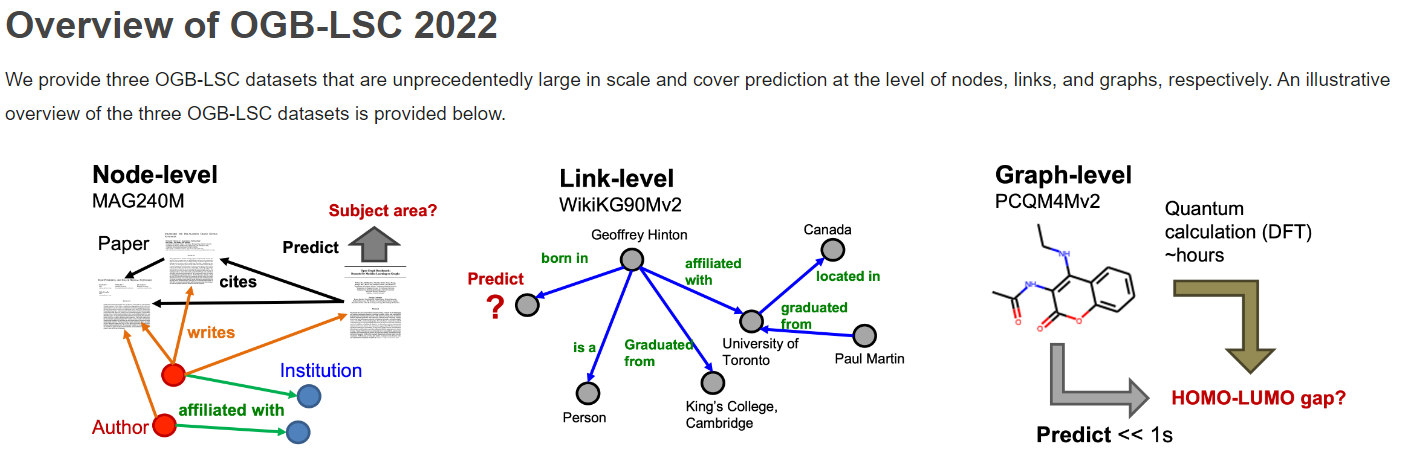 Overview of OGB-LSC 2022
We provide three OGB-LSC datasets that are unprecedentedly large in scale and cover prediction at the level of nodes, links, and graphs, respectively. An illustrative
overview of the three OGB-LSC datasets is provided below.
Node-level
MAG240M
Subject area?
Paper
Predict
cites
writes
Institution
affiliated with
Author
Link-level
WikiKG90Mv2
Geoffrey Hinton
Canada
born in
affiliated
with
located in
Predict
?
graduated
from
is a
Graduated
from
University of
Toronto
Paul Martin
Person
King's College,
Cambridge
Graph-level
PCQM4Mv2
Quantum
calculation (DFT)
~hours
NH
NH
O
O
O
HOMO-LUMO gap?
Predict << 1s